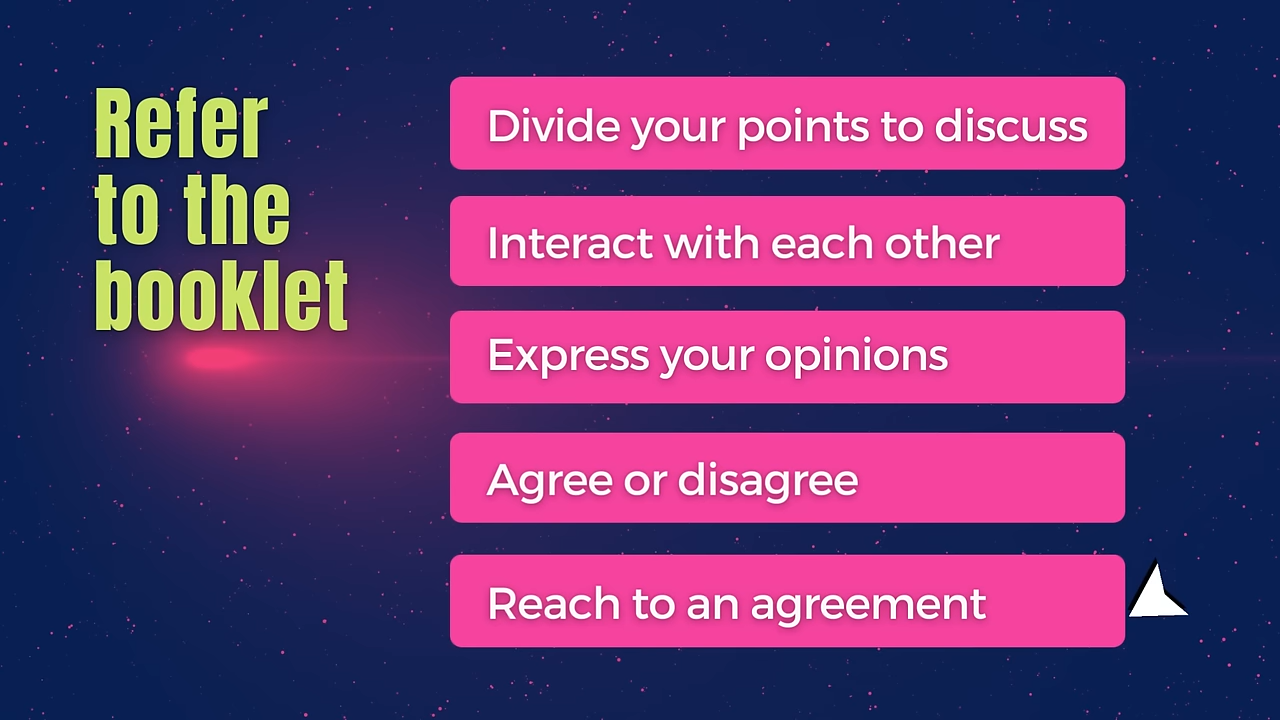 Refer
to the
booklet
Divide your points to discuss
Interact with each other
Express your opinions
Agree or disagree
Reach to an agreement